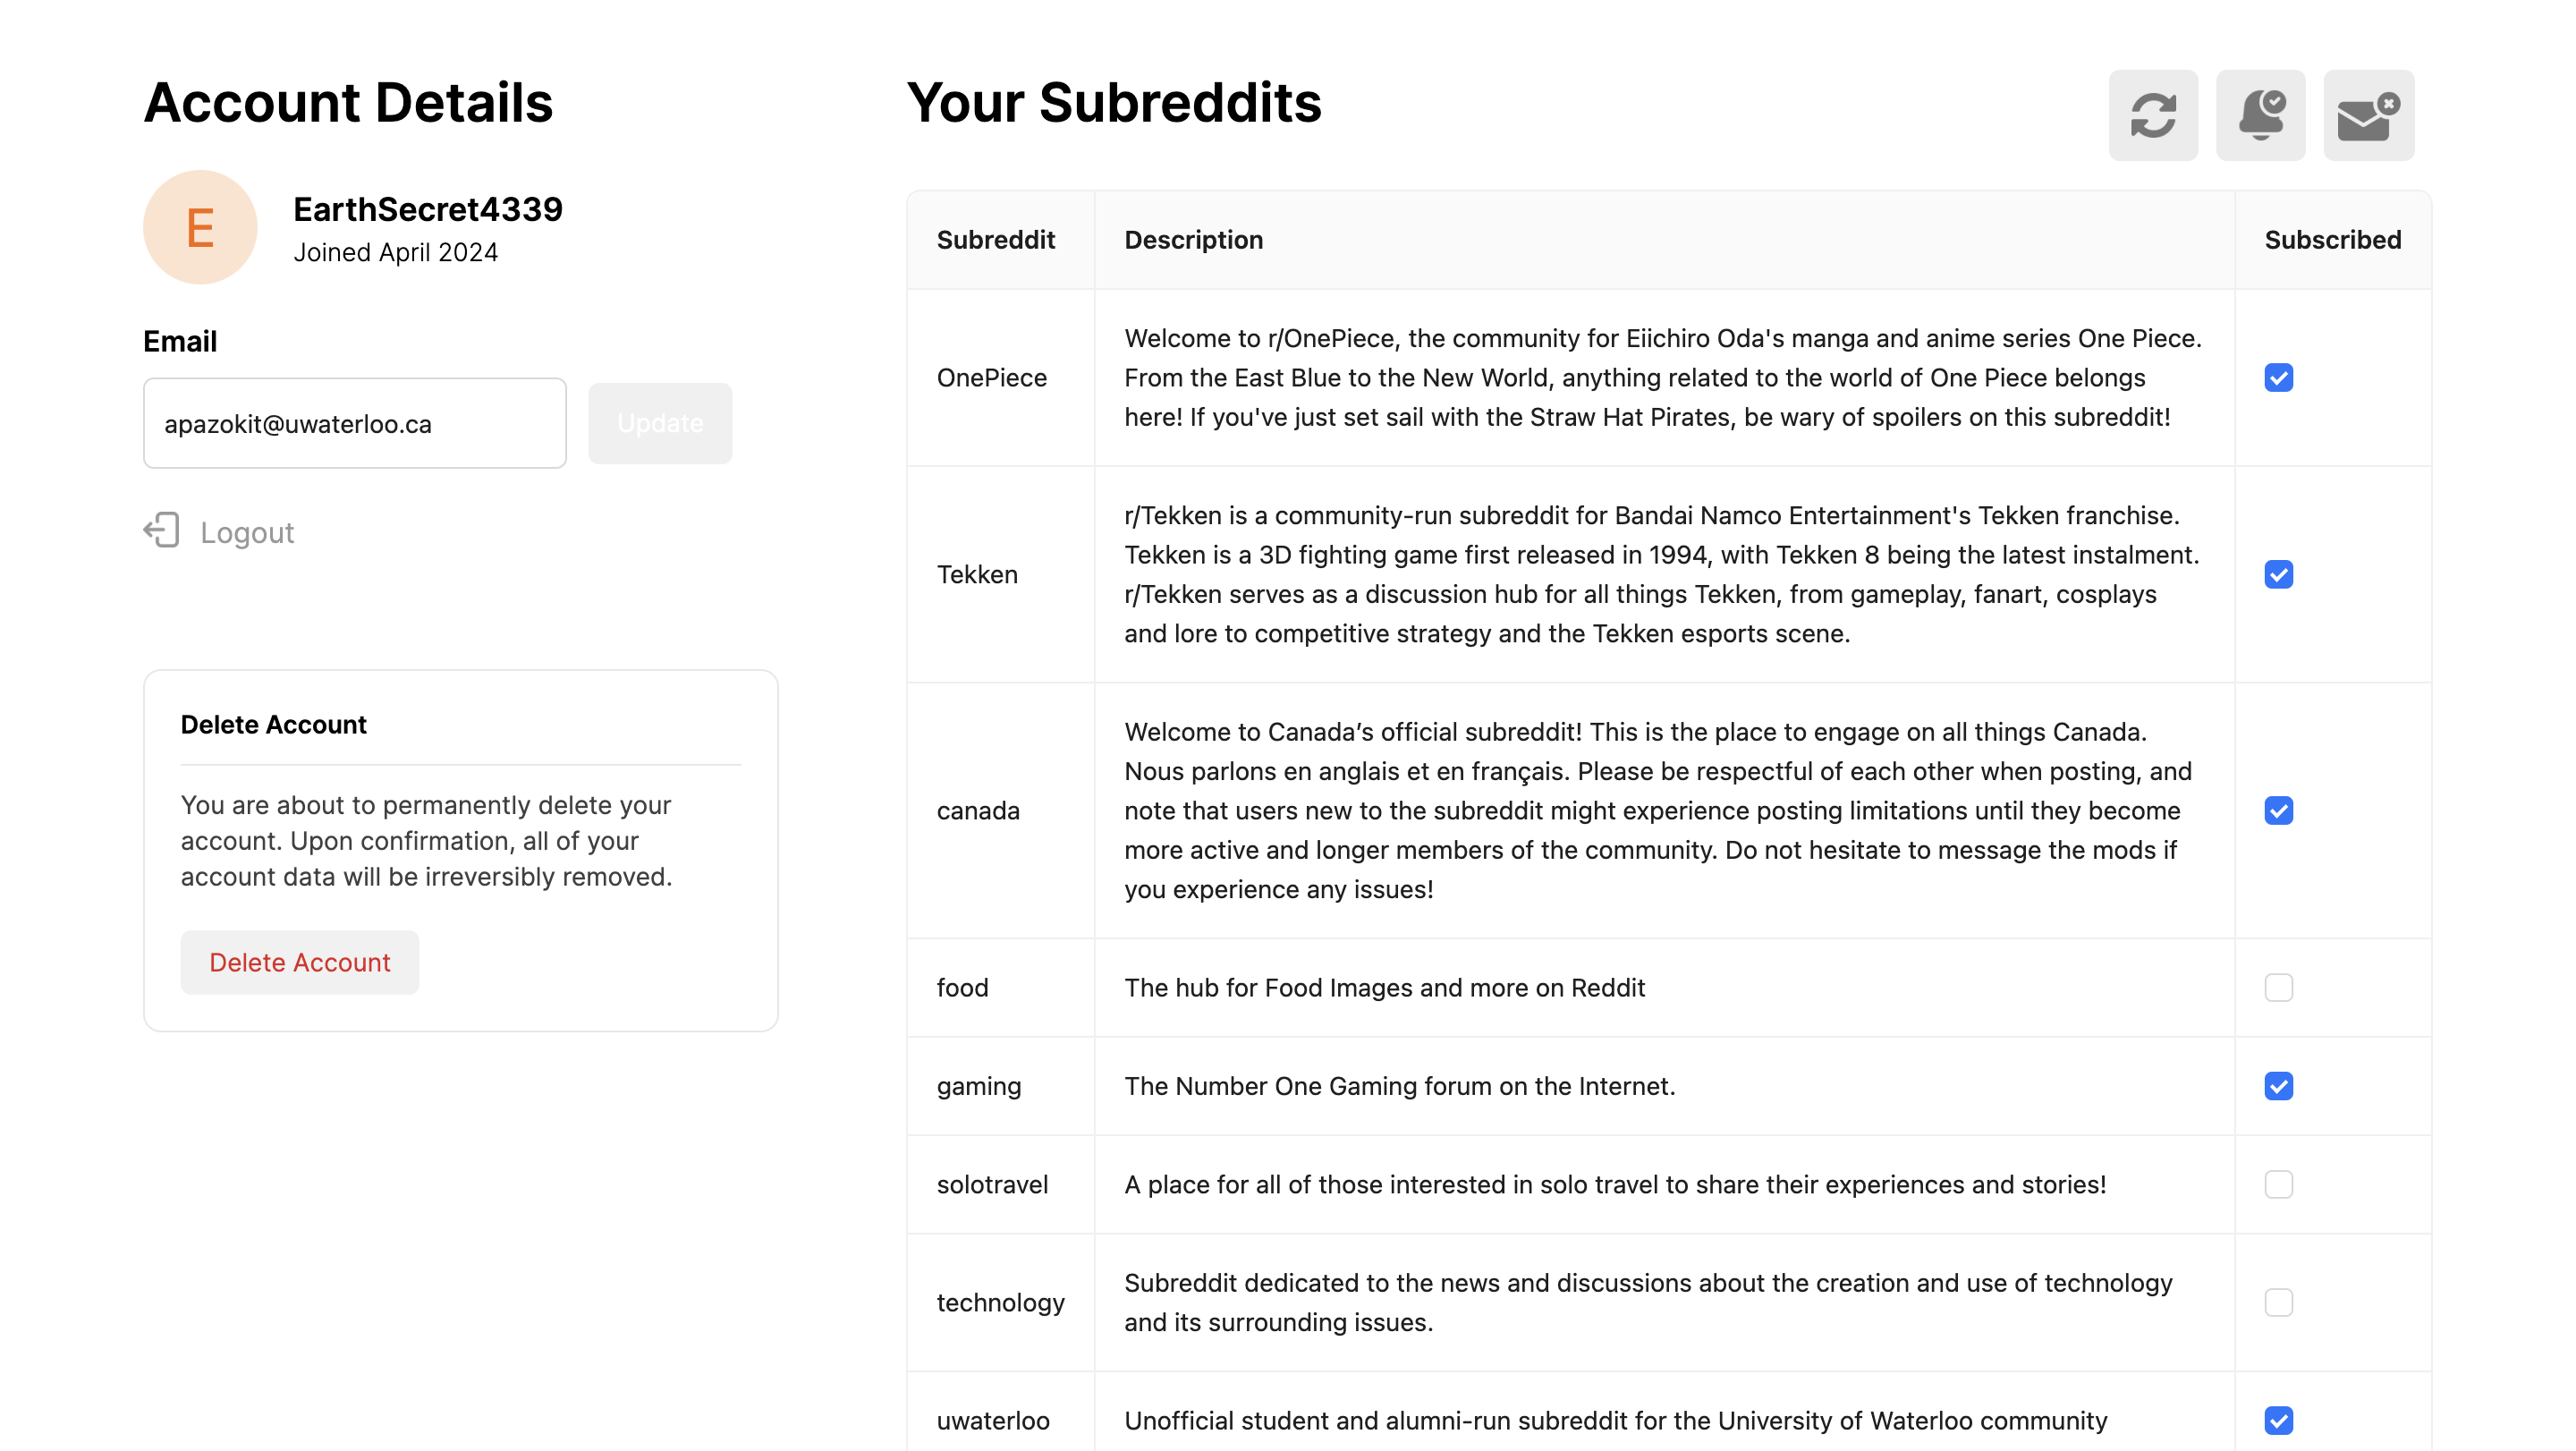 Account Details
E
EarthSecret4339
Joined April 2024
Email
apazokit@uwaterloo.ca
Update
Logout
Delete Account
You are about to permanently delete your
account. Upon confirmation, all of your
account data will be irreversibly removed.
Delete Account
Your Subreddits
Subreddit Description Subscribed
OnePiece
Welcome to r/OnePiece, the community for Eiichiro Oda's manga and anime series One Piece.
From the East Blue to the New World, anything related to the world of One Piece belongs
here! If you've just set sail with the Straw Hat Pirates, be wary of spoilers on this subreddit!
Tekken
r/Tekken is a community-run subreddit for Bandai Namco Entertainment's Tekken franchise.
Tekken is a 3D fighting game first released in 1994, with Tekken 8 being the latest instalment.
r/Tekken serves as a discussion hub for all things Tekken, from gameplay, fanart, cosplays
and lore to competitive strategy and the Tekken esports scene.
canada
Welcome to Canada’s official subreddit! This is the place to engage on all things Canada.
Nous parlons en anglais et en français. Please be respectful of each other when posting, and
note that users new to the subreddit might experience posting limitations until they become
more active and longer members of the community. Do not hesitate to message the mods if
you experience any issues!
food
The hub for Food Images and more on Reddit
gaming
The Number One Gaming forum on the Internet.
solotravel
A place for all of those interested in solo travel to share their experiences and stories!
technology
Subreddit dedicated to the news and discussions about the creation and use of technology
and its surrounding issues.
uwaterloo
Unofficial student and alumni-run subreddit for the University of Waterloo community